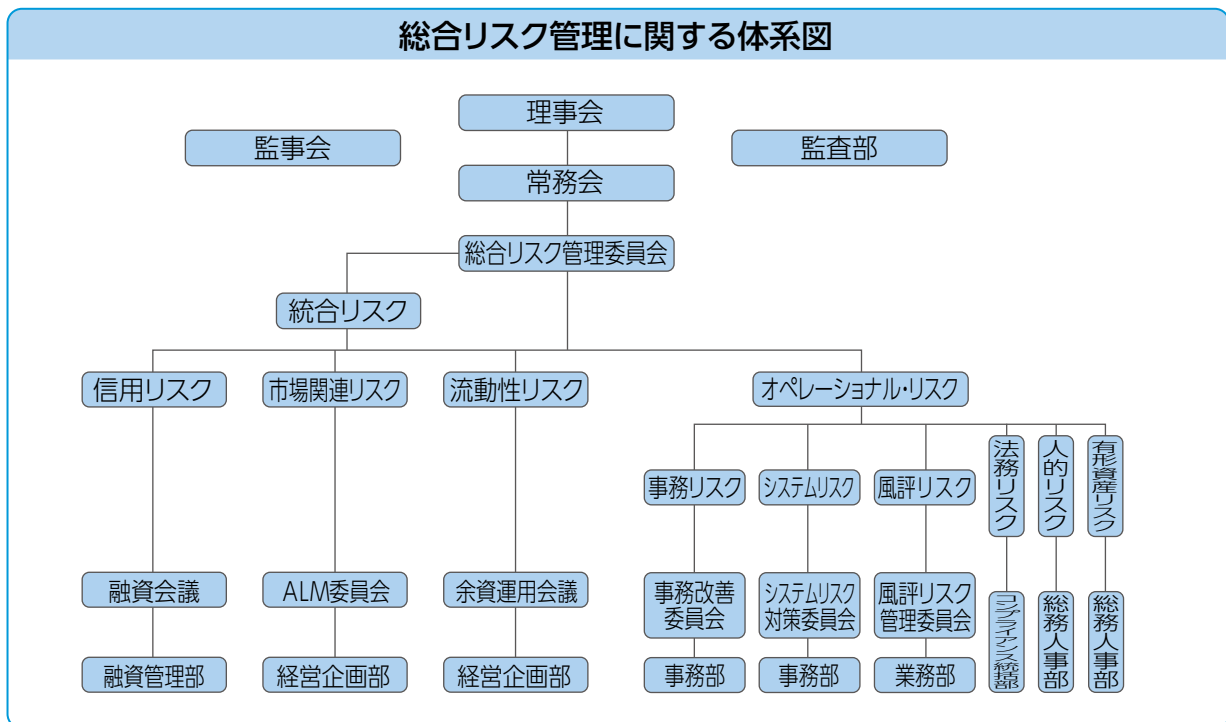 総合リスク管理に関する体系図
理事会
監事会
監査部
常務会
総合リスク管理委員会
統合リスク
信用リスク
市場関連リスク
流動性リスク
オペレーショナル・リスク
事務リスク
システムリスク
風評リスク
法務リスク
人的リスク
有形資産リスク
融資会議
ALM委員会
余資運用会議
事務改善
委員会
システムリスク
対策委員会
風評リスク
管理委員会
コンプライアンス統括部
総務人事部
総務人事部
融資管理部
経営企画部
経営企画部
事務部
事務部
業務部